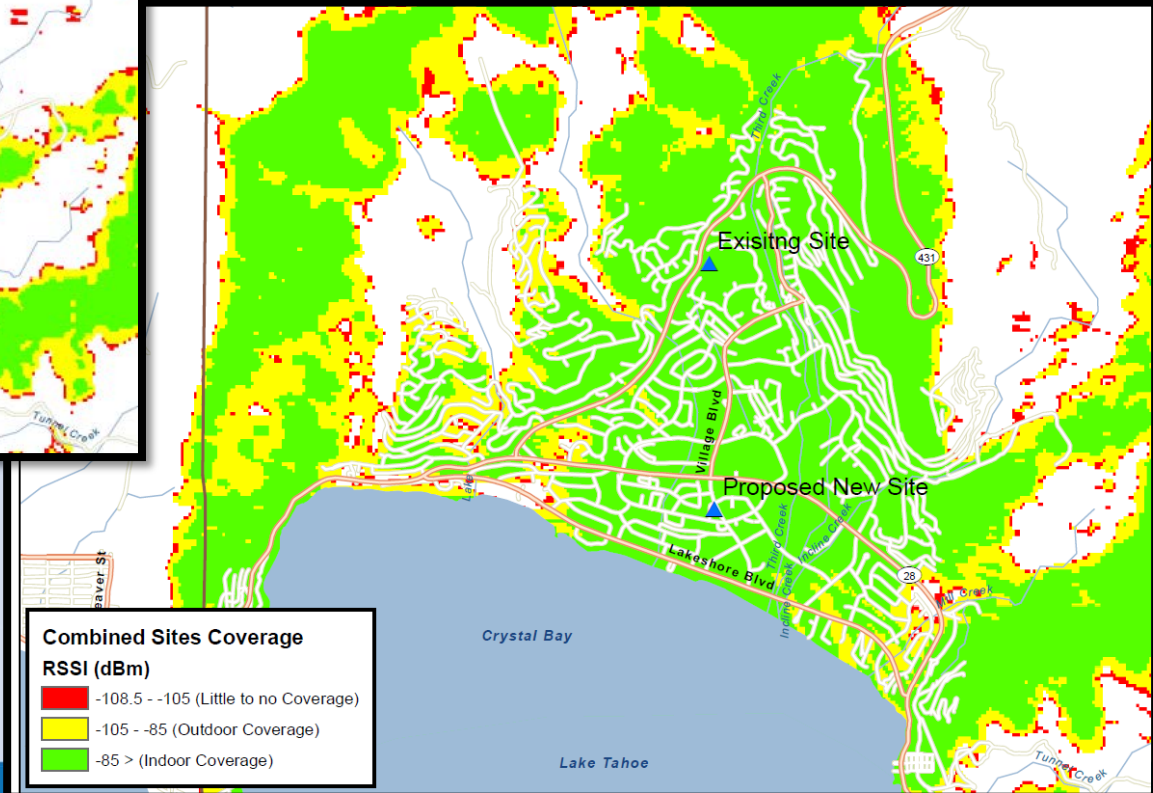 Tunnel Creek
Third Creek
Exisitng Site
431
Village Blvd
Lake
Proposed New Site
Third Creek
Incline Creek
Lakeshore Blvd
Incline Creek
28
Mill Creek
eaver St
Crystal Bay
Lake Tahoe
Tunnel Creek
Combined Sites Coverage
RSSI (dBm)
-108.5 - -105 (Little to no Coverage)
-105 - -85 (Outdoor Coverage)
-85 > (Indoor Coverage)